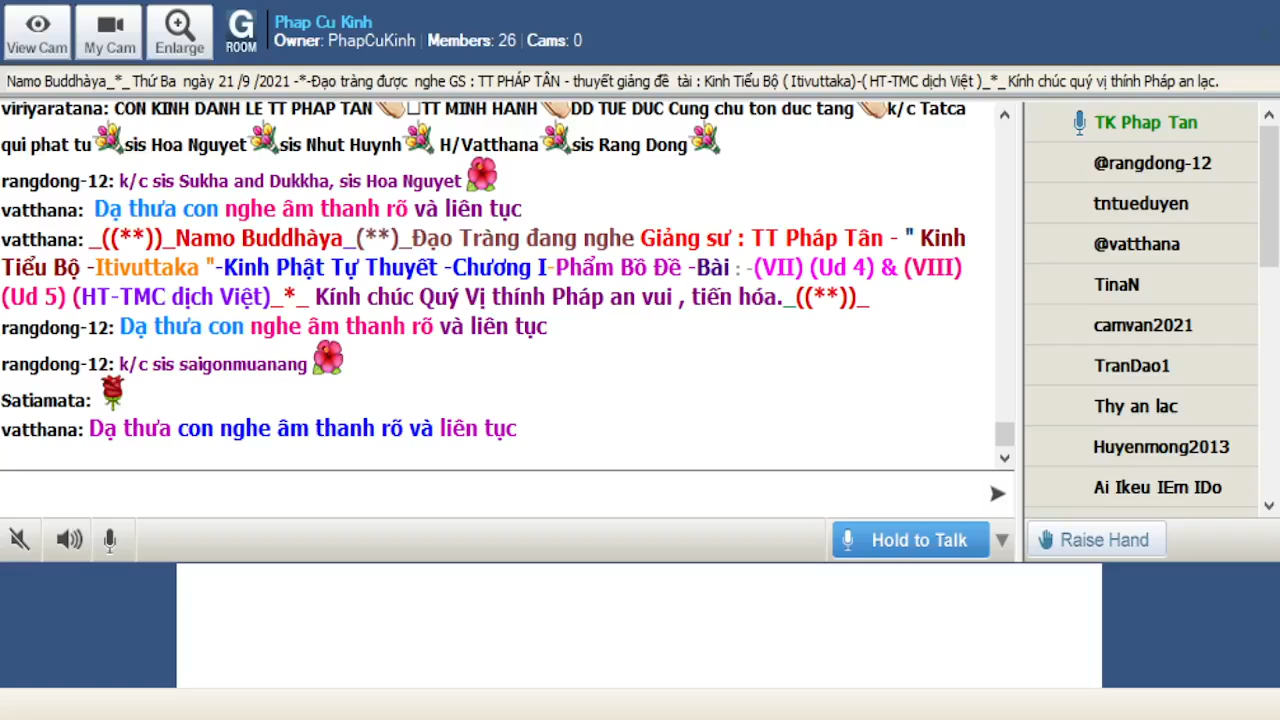 View Cam
My Cam
Enlarge
G ROOM
Phap Cu Kinh
Owner: PhapCuKinh | Members: 26 | Cams: 0
Namo Buddhàya_*_ Thứ Ba ngày 21 /9 /2021 -*-Đạo tràng được nghe GS : TT PHÁP TÂN - thuyết giảng đề tài : Kinh Tiểu Bộ ( Itivuttaka)-( HT-TMC dịch Việt )_*_ Kính chúc quý vị thính Pháp an lạc.
viriyaratana: CON KINH DANH LE TT PHAP TAN TT MINH HANH DD TUE DUC Cung chu ton duc tang k/c Tatca
qui phat tu sis Hoa Nguyet sis Nhut Huynh H/Vatthana sis Rang Dong
rangdong-12: k/c sis Sukha and Dukkha, sis Hoa Nguyet
vatthana: Dạ thưa con nghe âm thanh rõ và liên tục
vatthana: _((**))_Namo Buddhàya_(**)_Đạo Tràng đang nghe Giảng sư : TT Pháp Tân - " Kinh
Tiểu Bộ -Itivuttaka "-Kinh Phật Tự Thuyết -Chương I-Phẩm Bồ Đề -Bài : -(VII) (Ud 4) & (VIII)
(Ud 5) (HT-TMC dịch Việt)_*_ Kính chúc Quý Vị thính Pháp an vui , tiến hóa._((**))_
rangdong-12: Dạ thưa con nghe âm thanh rõ và liên tục
rangdong-12: k/c sis saigonmuanang
Satiamata:
vatthana: Dạ thưa con nghe âm thanh rõ và liên tục
TK Phap Tan
@rangdong-12
tntueduyen
@vatthana
TinaN
camvan2021
TranDao1
Thy an lac
Huyenmong2013
Ai Ikeu IEm IDo
Hold to Talk
Raise Hand